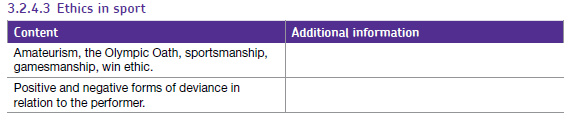 3.2.4.3 Ethics in sport
Content Additional information
Amateurism, the Olympic Oath, sportsmanship,
gamesmanship, win ethic.
Positive and negative forms of deviance in
relation to the performer.